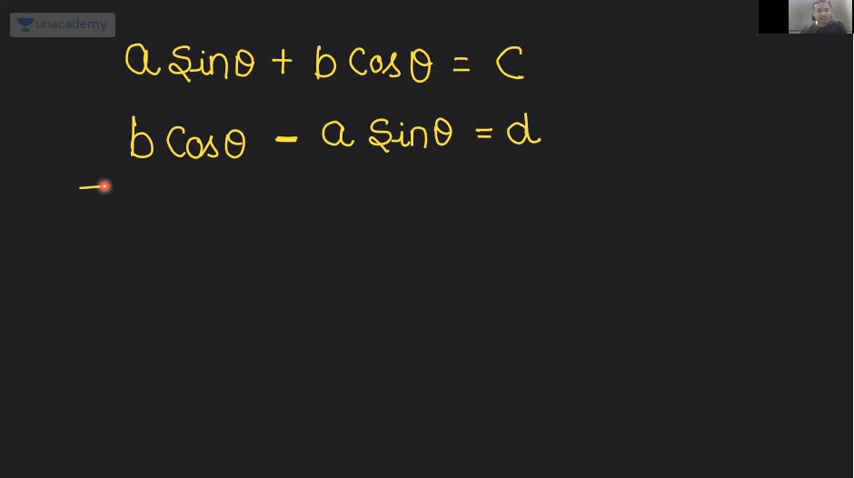 unacademy
a sinθ + b cosθ = c
b cosθ - a sinθ = d